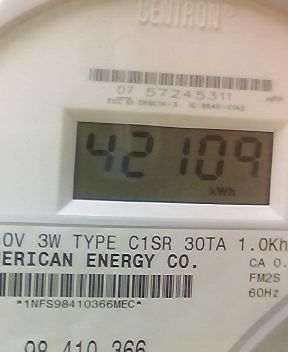 CENTRON®
07 57245311
42109
kWh
0V 3W TYPE C1SR 30TA 1.0Kh
ERICAN ENERGY CO.
CA 0.
FM2S
60Hz
*1NFS98410366MEC*
98 410 366